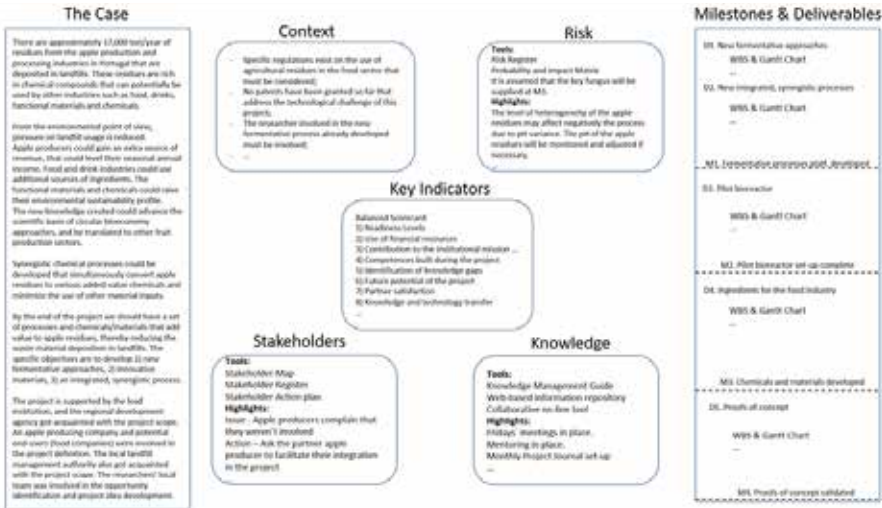 The Case
There are approximately 17,000 ton/year of
residues from the apple production and
processing industries in Portugal that are
deposited in landfills. These residues are rich
in chemical compounds that can potentially be
used by other industries such as food, drinks,
functional materials and chemicals.
From the environmental point of view,
pressure on landfill usage is reduced.
Apple producers could gain an extra source of
revenue, that could level their seasonal annual
income. Food and drink industries could use
additional sources of ingredients. The
functional materials and chemicals could raise
their environmental sustainability profile.
The new knowledge created could advance the
scientific basis of circular bioeconomy
approaches, and be translated to other fruit
production sectors.
Synergistic chemical processes could be
developed that simultaneously convert apple
residues to various added value chemicals and
minimize the use of other material inputs.
By the end of the project we should have a set
of processes and chemicals/materials that add
value to apple residues, thereby reducing the
waste material deposition in landfills. The
specific objectives are to develop 1) new
fermentative approaches, 2) innovative
materials, 3) an integrated, synergistic process.
The project is supported by the lead
institution, and the regional development
agency got acquainted with the project scope.
An apple producing company and potential
end-users (food companies) were involved in
the project definition. The local landfill
management authority also got acquainted
with the project scope. The researchers' local
team was involved in the opportunity
identification and project idea development.
Context
- Specific regulations exist on the use of
agricultural residues in the food sector that
must be considered;
- No patents have been granted so far that
address the technological challenge of this
project;
- The researcher involved in the new
fermentative process already developed
must be involved;
- ...
Risk
Tools:
Risk Register
Probability and Impact Matrix
It is assumed that the key fungus will be
supplied at M3.
Highlights:
The level of heterogeneity of the apple
residues may affect negatively the process
due to pH variance. The pH of the apple
residues will be monitored and adjusted if
necessary.
...
Key Indicators
Balanced Scorecard
1) Readiness Levels
2) Use of financial resources
3) Contribution to the institutional mission ...
4) Competences built during the project
5) Identification of knowledge gaps
6) Future potential of the project
7) Partner satisfaction
8) Knowledge and technology transfer
...
Stakeholders
Tools:
Stakeholder Map
Stakeholder Register
Stakeholder Action plan
Highlights:
Issue - Apple producers complain that
they weren't involved
Action – Ask the partner apple
producer to facilitate their integration
in the project
Knowledge
Tools:
Knowledge Management Guide
Web-based information repository
Collaborative on-line tool
Highlights:
Fridays' meetings in place.
Mentoring in place.
Monthly Project Journal set-up
...
Milestones & Deliverables
D1. New fermentative approaches
WBS & Gantt Chart
...
D2. New integrated, synergistic processes
WBS & Gantt Chart
...
M1. Fermentative processes developed
D3. Pilot bioreactor
WBS & Gantt Chart
...
M2. Pilot bioreactor set-up complete
D4. Ingredients for the food industry
WBS & Gantt Chart
...
M3. Chemicals and materials developed
D5. Proofs of concept
WBS & Gantt Chart
...
M4. Proofs of concept validated